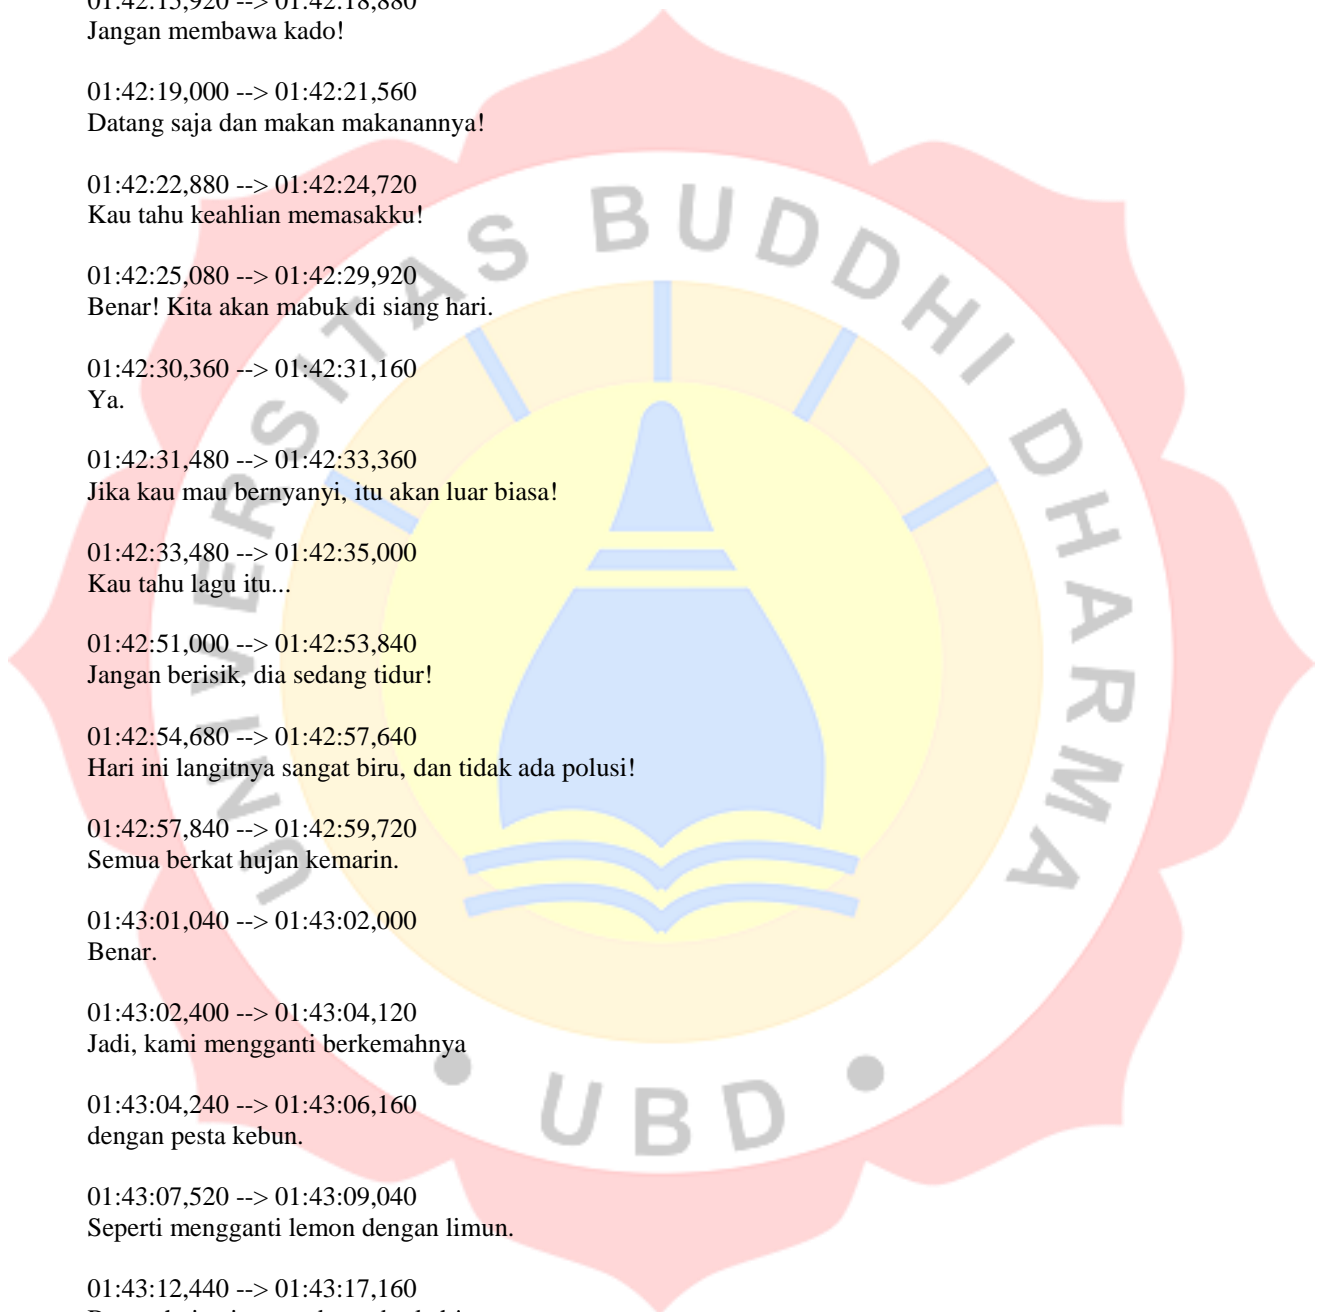 01:42:15,920 --> 01:42:18,880
Jangan membawa kado!
01:42:19,000 --> 01:42:21,560
Datang saja dan makan makanannya!
01:42:22,880 --> 01:42:24,720
Kau tahu keahlian memasakku!
01:42:25,080 --> 01:42:29,920
Benar! Kita akan mabuk di siang hari.
01:42:30,360 --> 01:42:31,160
Ya.
01:42:31,480 --> 01:42:33,360
Jika kau mau bernyanyi, itu akan luar biasa!
01:42:33,480 --> 01:42:35,000
Kau tahu lagu itu...
01:42:51,000 --> 01:42:53,840
Jangan berisik, dia sedang tidur!
01:42:54,680 --> 01:42:57,640
Hari ini langitnya sangat biru, dan tidak ada polusi!
01:42:57,840 --> 01:42:59,720
Semua berkat hujan kemarin.
01:43:01,040 --> 01:43:02,000
Benar.
01:43:02,400 --> 01:43:04,120
Jadi, kami mengganti berkemahnya
01:43:04,240 --> 01:43:06,160
dengan pesta kebun.
01:43:07,520 --> 01:43:09,040
Seperti mengganti lemon dengan limun.
01:43:12,440 --> 01:43:17,160
UNIVERSITAS BUDDHI DHARMA
• UBD •